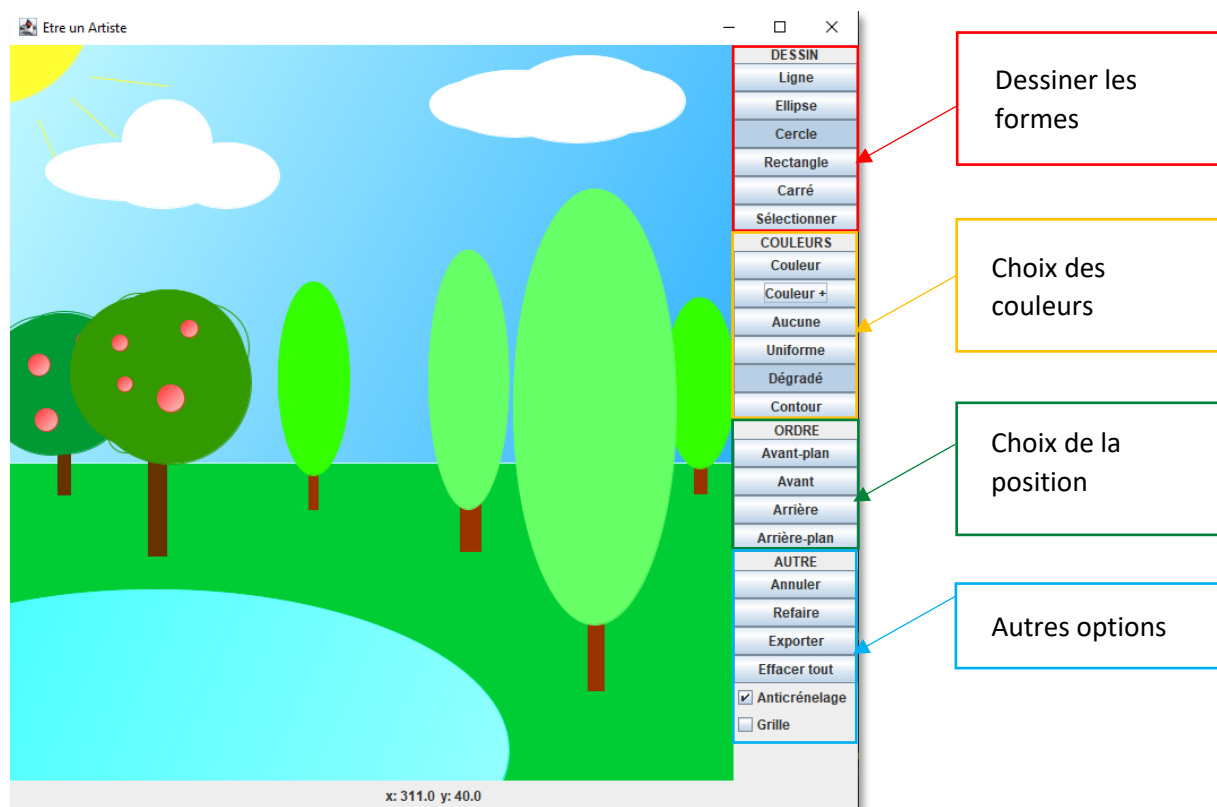 Etre un Artiste
DESSIN
Ligne
Ellipse
Cercle
Rectangle
Carré
Sélectionner
COULEURS
Couleur
Couleur +
Aucune
Uniforme
Dégradé
Contour
ORDRE
Avant-plan
Avant
Arrière
Arrière-plan
AUTRE
Annuler
Refaire
Exporter
Effacer tout
Anticrénelage
Grille
x: 311.0 y: 40.0
Dessiner les
formes
Choix des
couleurs
Choix de la
position
Autres options